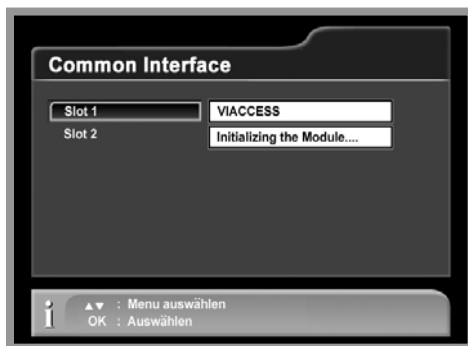 Common Interface
Slot 1 VIACCESS
Slot 2 Initializing the Module....
i ▲▼ : Menu auswählen
OK : Auswählen